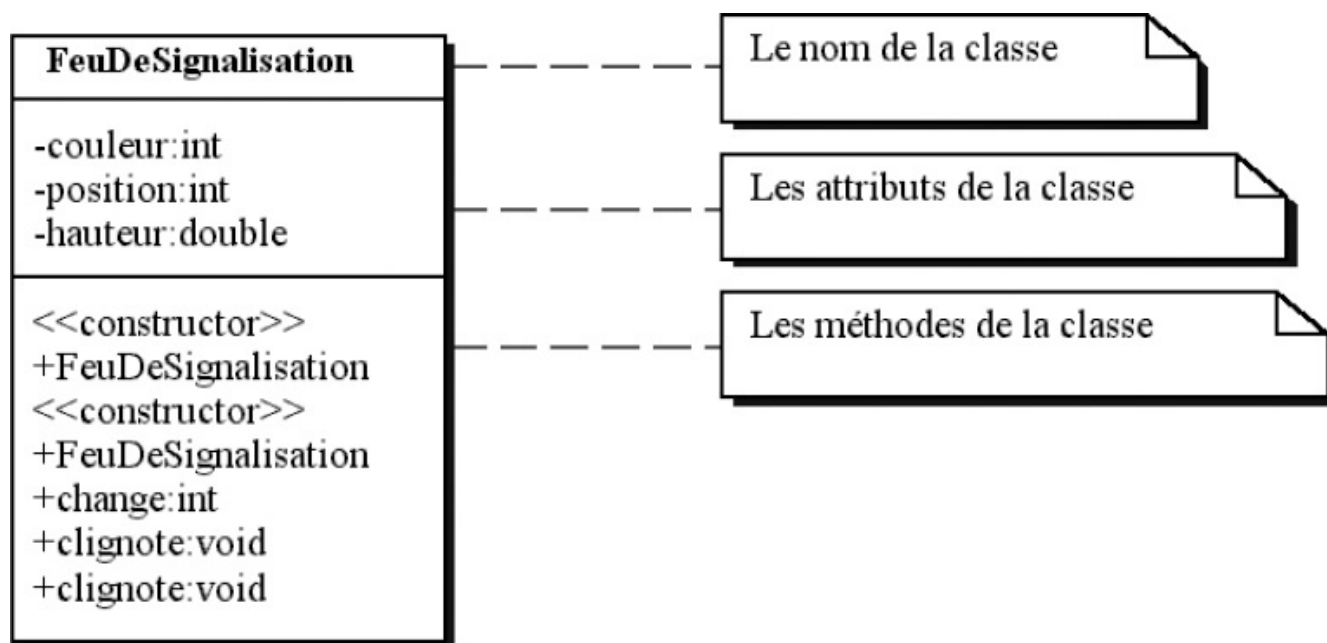 FeuDeSignalisation
-couleur:int
-position:int
-hauteur:double
<<constructor>>
+FeuDeSignalisation
<<constructor>>
+FeuDeSignalisation
+change:int
+clignote:void
+clignote:void
Le nom de la classe
Les attributs de la classe
Les méthodes de la classe